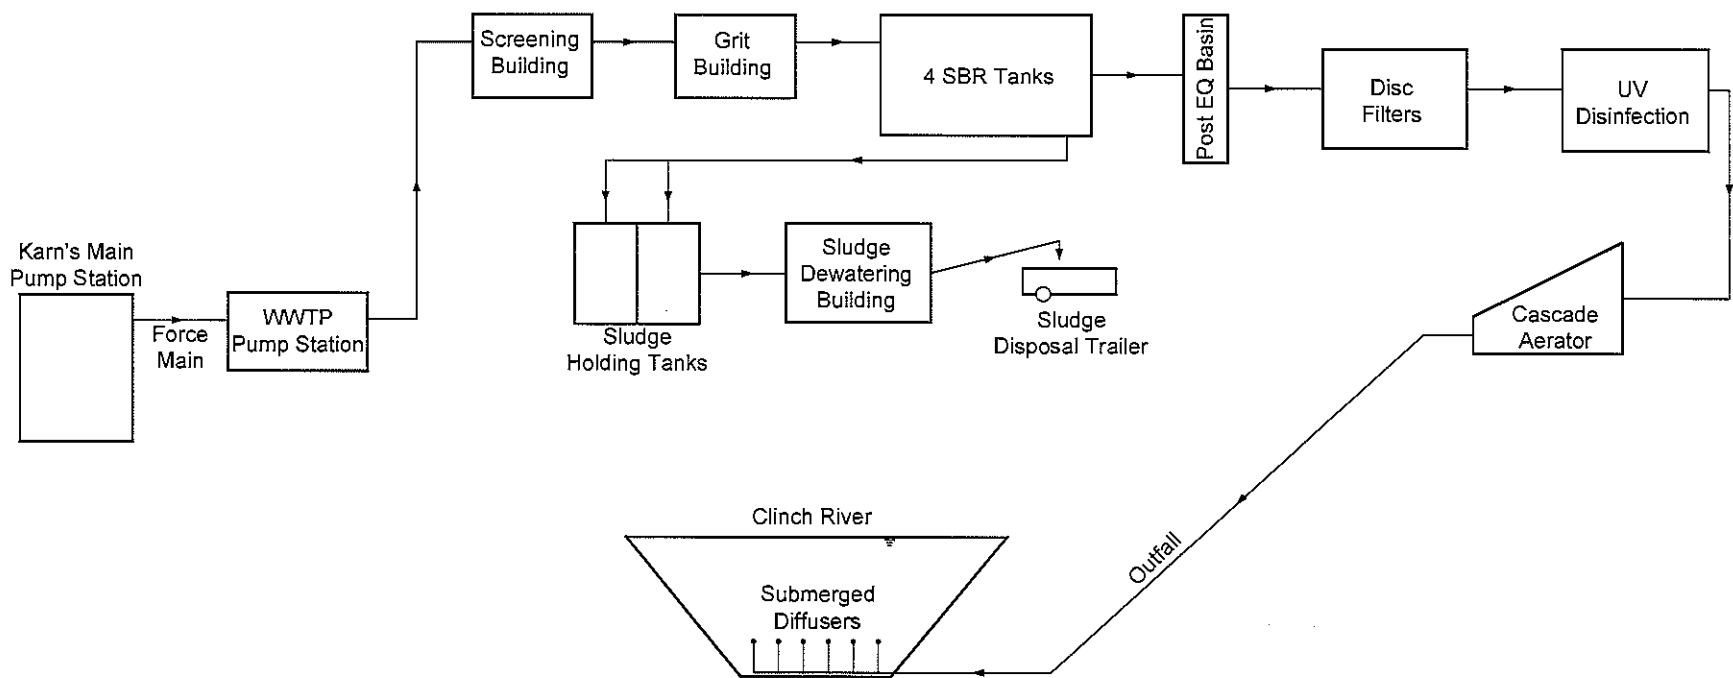 Screening
Building
Grit
Building
4 SBR Tanks
Post EQ Basin
Disc
Filters
UV
Disinfection
Karn's Main
Pump Station
Force
Main
WWTP
Pump Station
Sludge
Holding Tanks
Sludge
Dewatering
Building
Sludge
Disposal Trailer
Cascade
Aerator
Outfall
Clinch River
Submerged
Diffusers